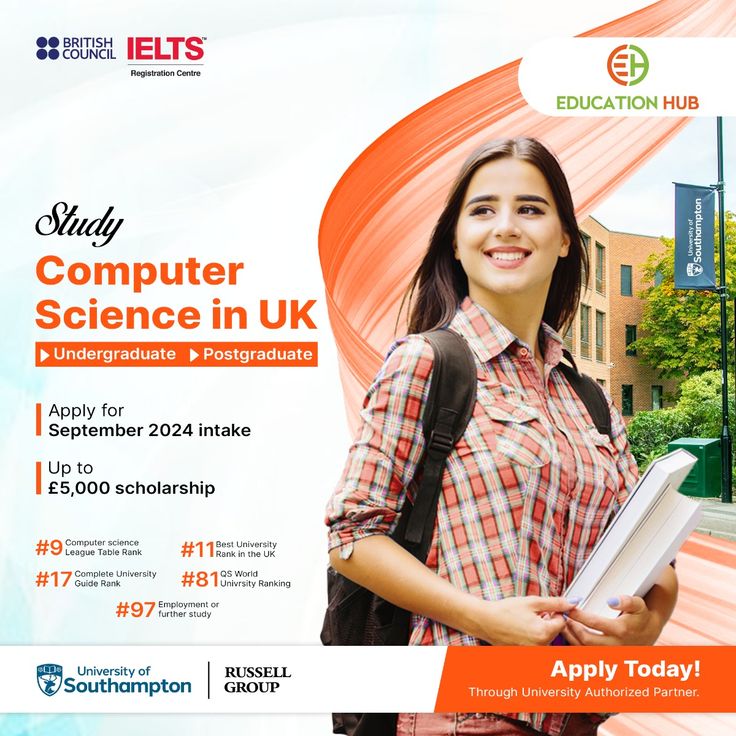 BRITISH
COUNCIL
IELTS™
Registration Centre
EH
EDUCATION HUB
Study
Computer
Science in UK
Undergraduate Postgraduate
Apply for
September 2024 intake
Up to
£5,000 scholarship
#9 Computer science
League Table Rank
#11 Best University
Rank in the UK
#17 Complete University
Guide Rank
#81 QS World
Univrsity Ranking
#97 Employment or
further study
University of
Southampton
University of
Southampton
RUSSELL
GROUP
Apply Today!
Through University Authorized Partner.